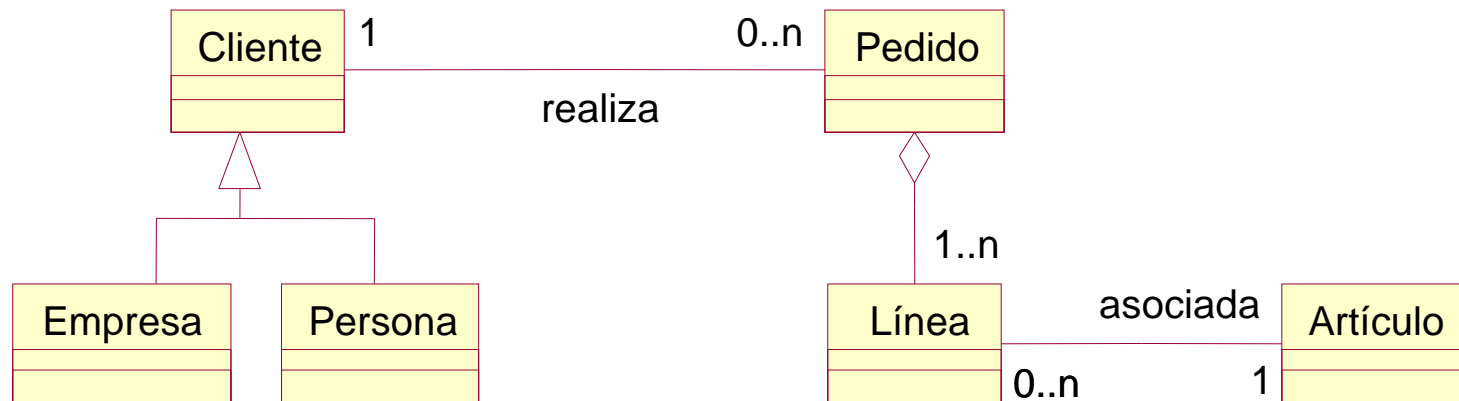 Cliente
1
0..n
Pedido
realiza
1..n
Empresa
Persona
Línea
asociada
Artículo
0..n
1